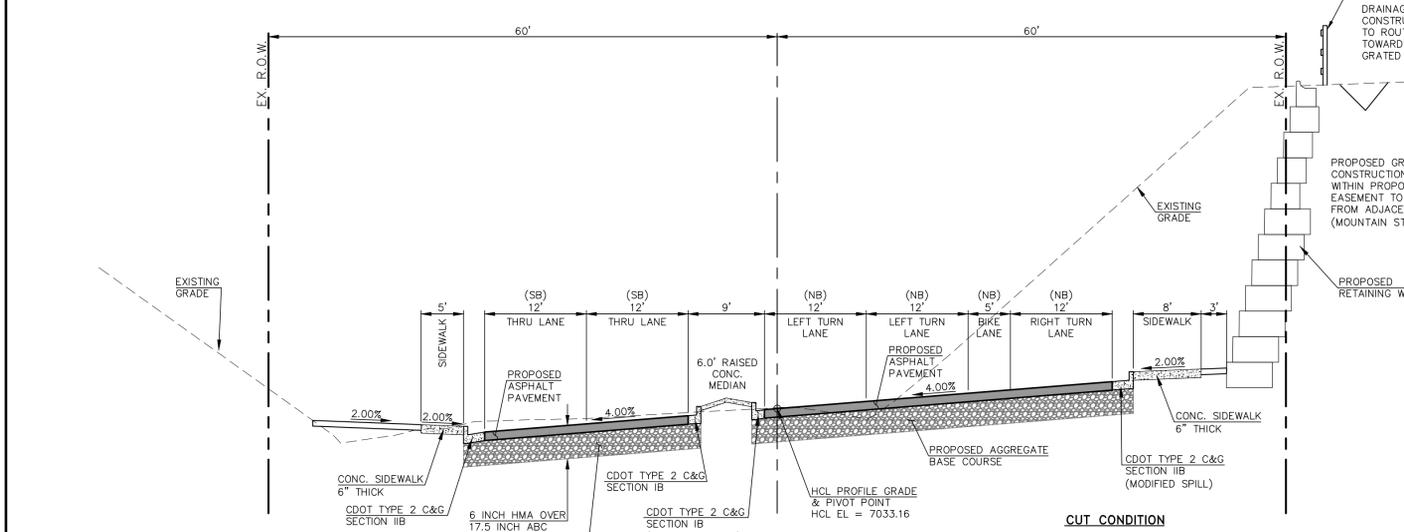 60'
60'
EX. R.O.W.
EX. R.O.W.
CONSTRU
TO ROUT
TOWARD
GRATED
PROPOSED GR
CONSTRUCTION
WITHIN PROPO
EASEMENT TO
FROM ADJACE
(MOUNTAIN ST
EXISTING
GRADE
EXISTING
GRADE
PROPOSED
RETAINING W
5'
SIDEWALK
(SB)
12'
THRU LANE
(SB)
12'
THRU LANE
9'
(NB)
12'
LEFT TURN
LANE
(NB)
12'
LEFT TURN
LANE
(NB)
5'
BIKE
LANE
(NB)
12'
RIGHT TURN
LANE
8'
SIDEWALK
3'
6.0' RAISED
CONC.
MEDIAN
PROPOSED
ASPHALT
PAVEMENT
PROPOSED
ASPHALT
PAVEMENT
2.00%
2.00%
4.00%
4.00%
2.00%
CONC. SIDEWALK
6" THICK
CDOT TYPE 2 C&G
SECTION IIB
6 INCH HMA OVER
17.5 INCH ABC
CDOT TYPE 2 C&G
SECTION IB
CDOT TYPE 2 C&G
SECTION IB
HCL PROFILE GRADE
& PIVOT POINT
HCL EL = 7033.16
PROPOSED AGGREGATE
BASE COURSE
CDOT TYPE 2 C&G
SECTION IIB
(MODIFIED SPILL)
CONC. SIDEWALK
6" THICK
CUT CONDITION